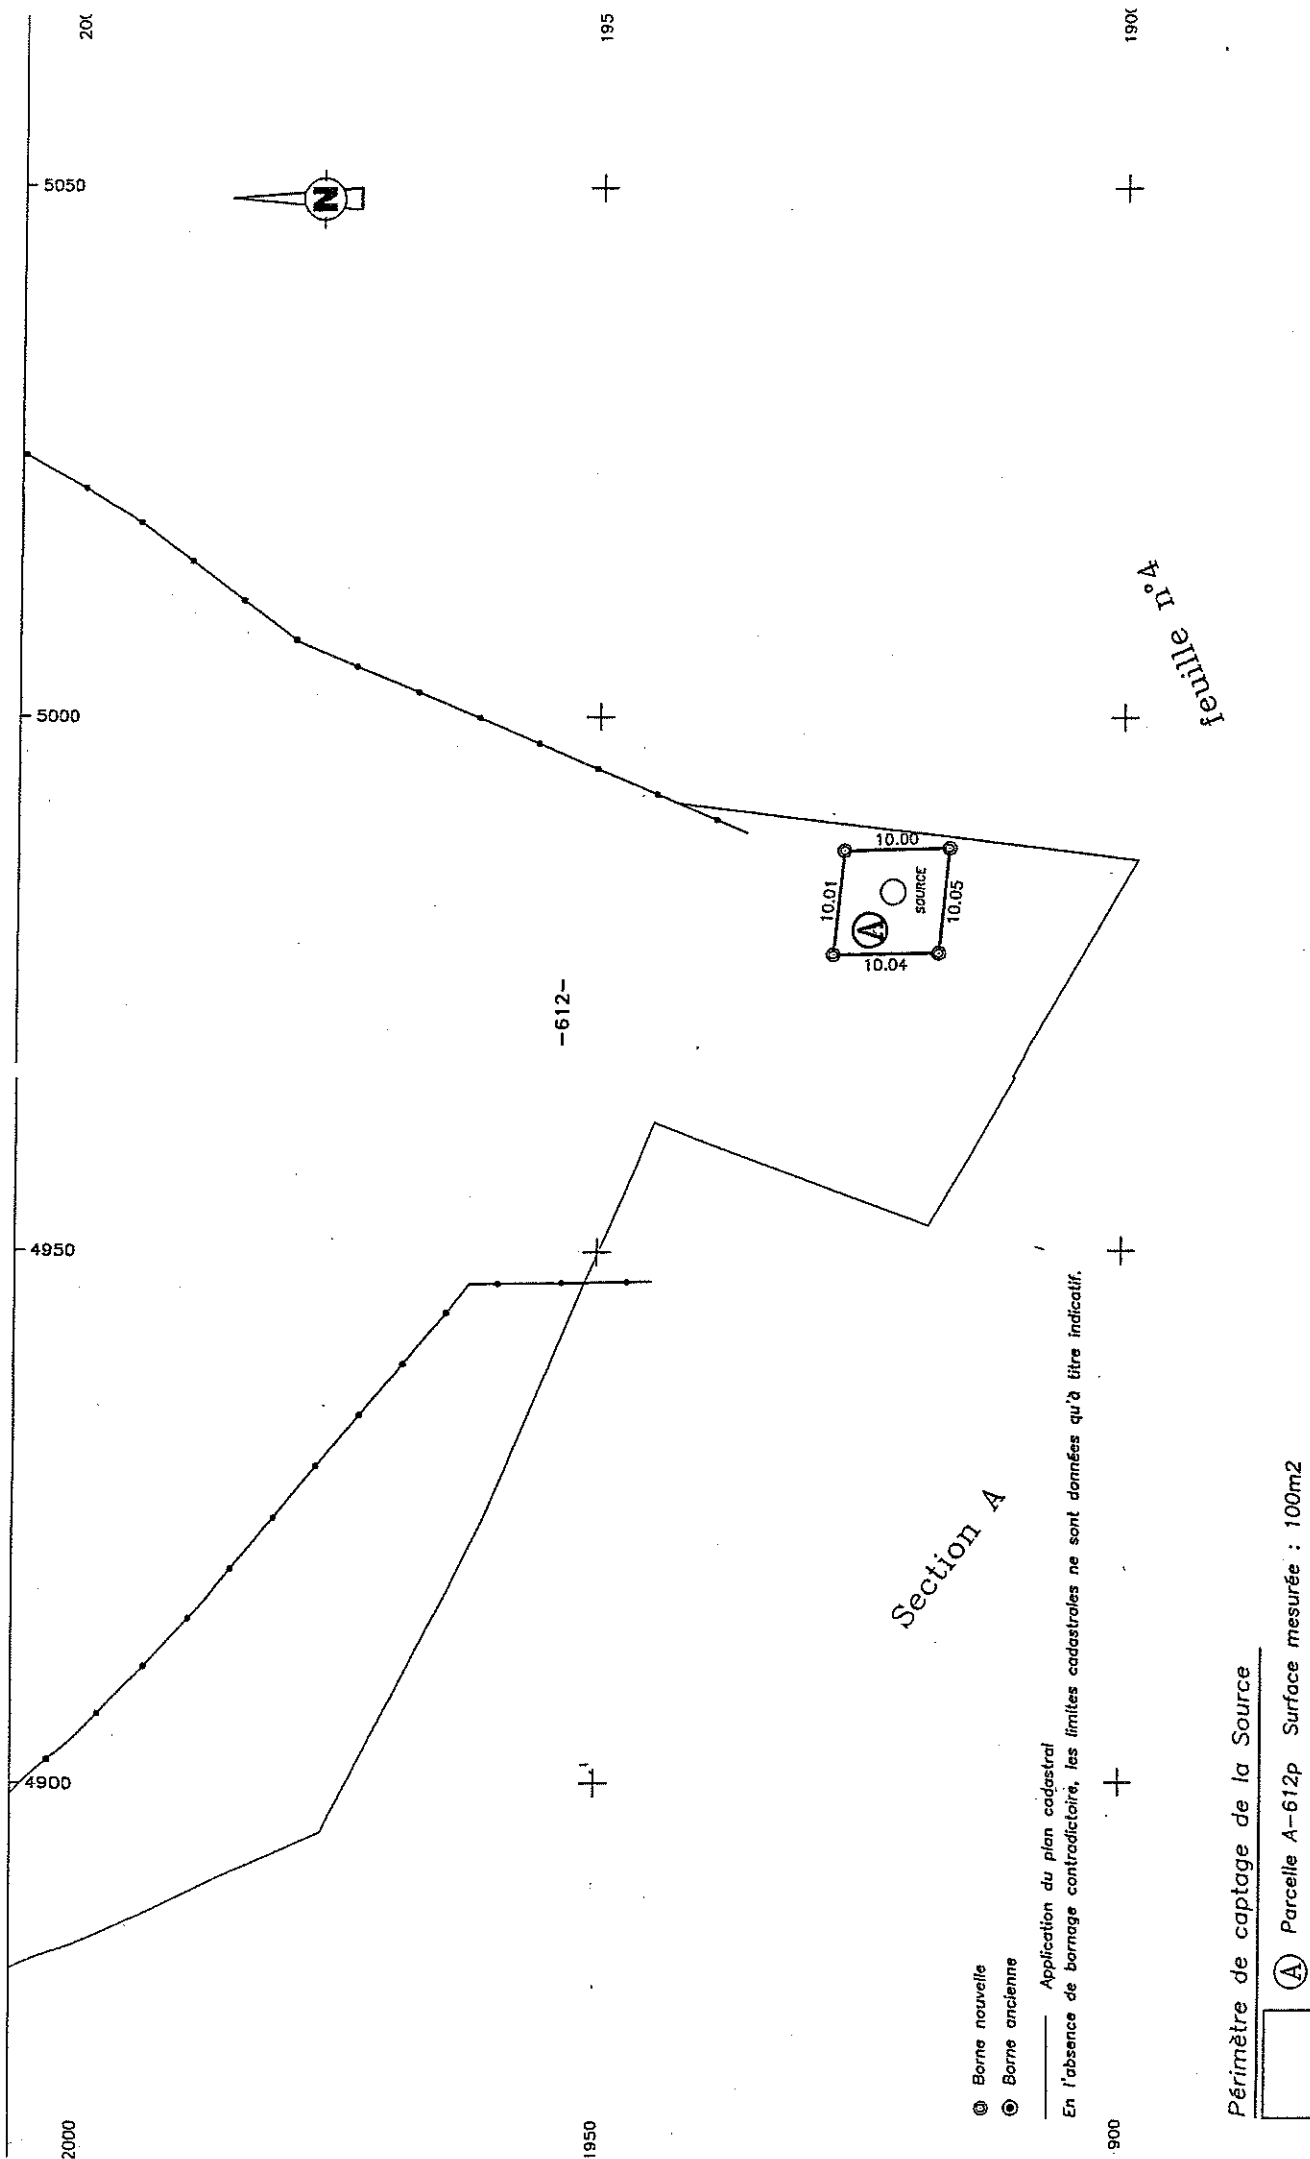 2000
1950
900
4900
4950
5000
5050
200
195
1900
N
-612-
10.01
10.00
10.04
10.05
A
SOURCE
feuille n°4
Section A
Borne nouvelle
Borne ancienne
Application du plan cadastral
En l'absence de bornage contradictoire, les limites cadastrales ne sont données qu'à titre indicatif.
Périmètre de captage de la Source
A Parcelle A-612p Surface mesurée : 100m2